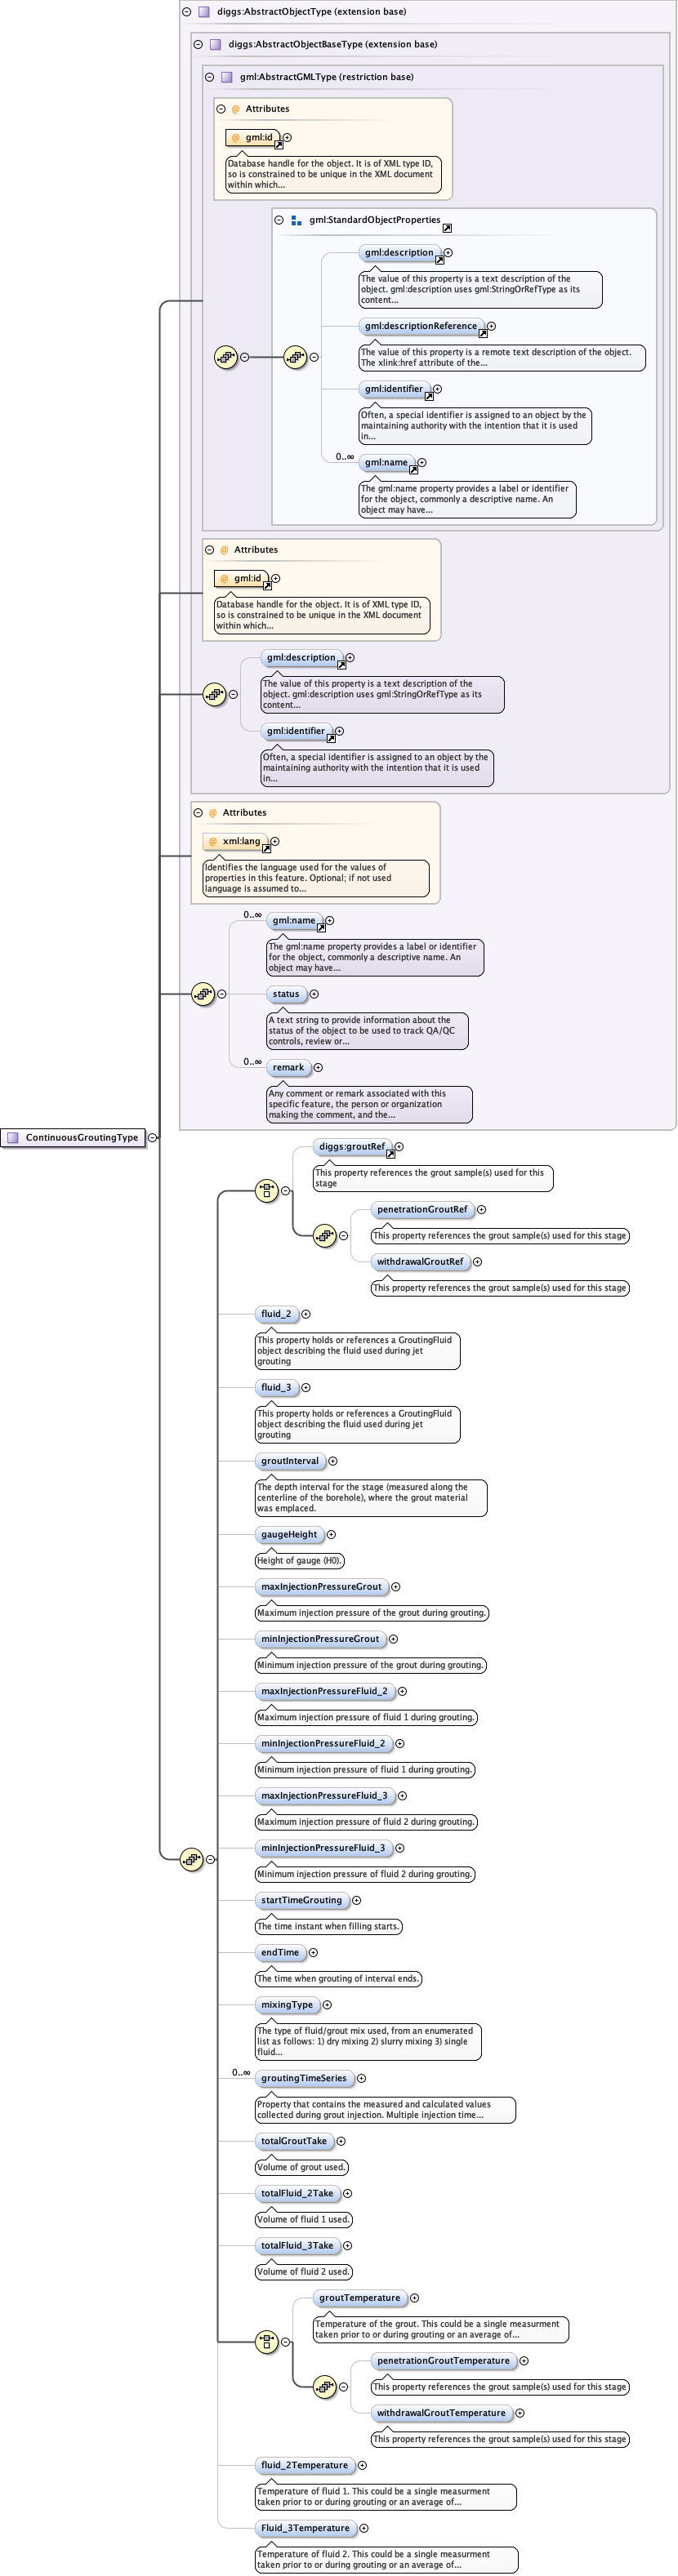 diggs:AbstractObjectType (extension base)
diggs:AbstractObjectBaseType (extension base)
gml:AbstractGMLType (restriction base)
@ Attributes
@ gml:id
Database handle for the object. It is of XML type ID,
so is constrained to be unique in the XML document
within which...
gml:StandardObjectProperties
gml:description
The value of this property is a text description of the
object. gml:description uses gml:StringOrRefType as its
content...
gml:descriptionReference
The value of this property is a remote text description of the object.
The xlink:href attribute of the...
gml:identifier
Often, a special identifier is assigned to an object by the
maintaining authority with the intention that it is used
in...
0..∞
gml:name
The gml:name property provides a label or identifier
for the object, commonly a descriptive name. An
object may have...
@ Attributes
@ gml:id
Database handle for the object. It is of XML type ID,
so is constrained to be unique in the XML document
within which...
gml:description
The value of this property is a text description of the
object. gml:description uses gml:StringOrRefType as its
content...
gml:identifier
Often, a special identifier is assigned to an object by the
maintaining authority with the intention that it is used
in...
@ Attributes
@ xml:lang
Identifies the language used for the values of
properties in this feature. Optional; if not used
language is assumed to...
0..∞
gml:name
The gml:name property provides a label or identifier
for the object, commonly a descriptive name. An
object may have...
status
A text string to provide information about the
status of the object to be used to track QA/QC
controls, review or...
0..∞
remark
Any comment or remark associated with this
specific feature, the person or organization
making the comment, and the...
ContinuousGroutingType
diggs:groutRef
This property references the grout sample(s) used for this
stage
penetrationGroutRef
This property references the grout sample(s) used for this stage
withdrawalGroutRef
This property references the grout sample(s) used for this stage
fluid_2
This property holds or references a GroutingFluid
object describing the fluid used during jet
grouting
fluid_3
This property holds or references a GroutingFluid
object describing the fluid used during jet
grouting
groutInterval
The depth interval for the stage (measured along the
centerline of the borehole), where the grout material
was emplaced.
gaugeHeight
Height of gauge (H0).
maxInjectionPressureGrout
Maximum injection pressure of the grout during grouting.
minInjectionPressureGrout
Minimum injection pressure of the grout during grouting.
maxInjectionPressureFluid_2
Maximum injection pressure of fluid 1 during grouting.
minInjectionPressureFluid_2
Minimum injection pressure of fluid 1 during grouting.
maxInjectionPressureFluid_3
Maximum injection pressure of fluid 2 during grouting.
minInjectionPressureFluid_3
Minimum injection pressure of fluid 2 during grouting.
startTimeGrouting
The time instant when filling starts.
endTime
The time when grouting of interval ends.
mixingType
The type of fluid/grout mix used, from an enumerated
list as follows: 1) dry mixing 2) slurry mixing 3) single
fluid...
0..∞
groutingTimeSeries
Property that contains the measured and calculated values
collected during grout injection. Multiple injection time...
totalGroutTake
Volume of grout used.
totalFluid_2Take
Volume of fluid 1 used.
totalFluid_3Take
Volume of fluid 2 used.
groutTemperature
Temperature of the grout. This could be a single measurment
taken prior to or during grouting or an average of...
penetrationGroutTemperature
This property references the grout sample(s) used for this stage
withdrawalGroutTemperature
This property references the grout sample(s) used for this stage
fluid_2Temperature
Temperature of fluid 1. This could be a single measurment
taken prior to or during grouting or an average of...
Fluid_3Temperature
Temperature of fluid 2. This could be a single measurment
taken prior to or during grouting or an average of...